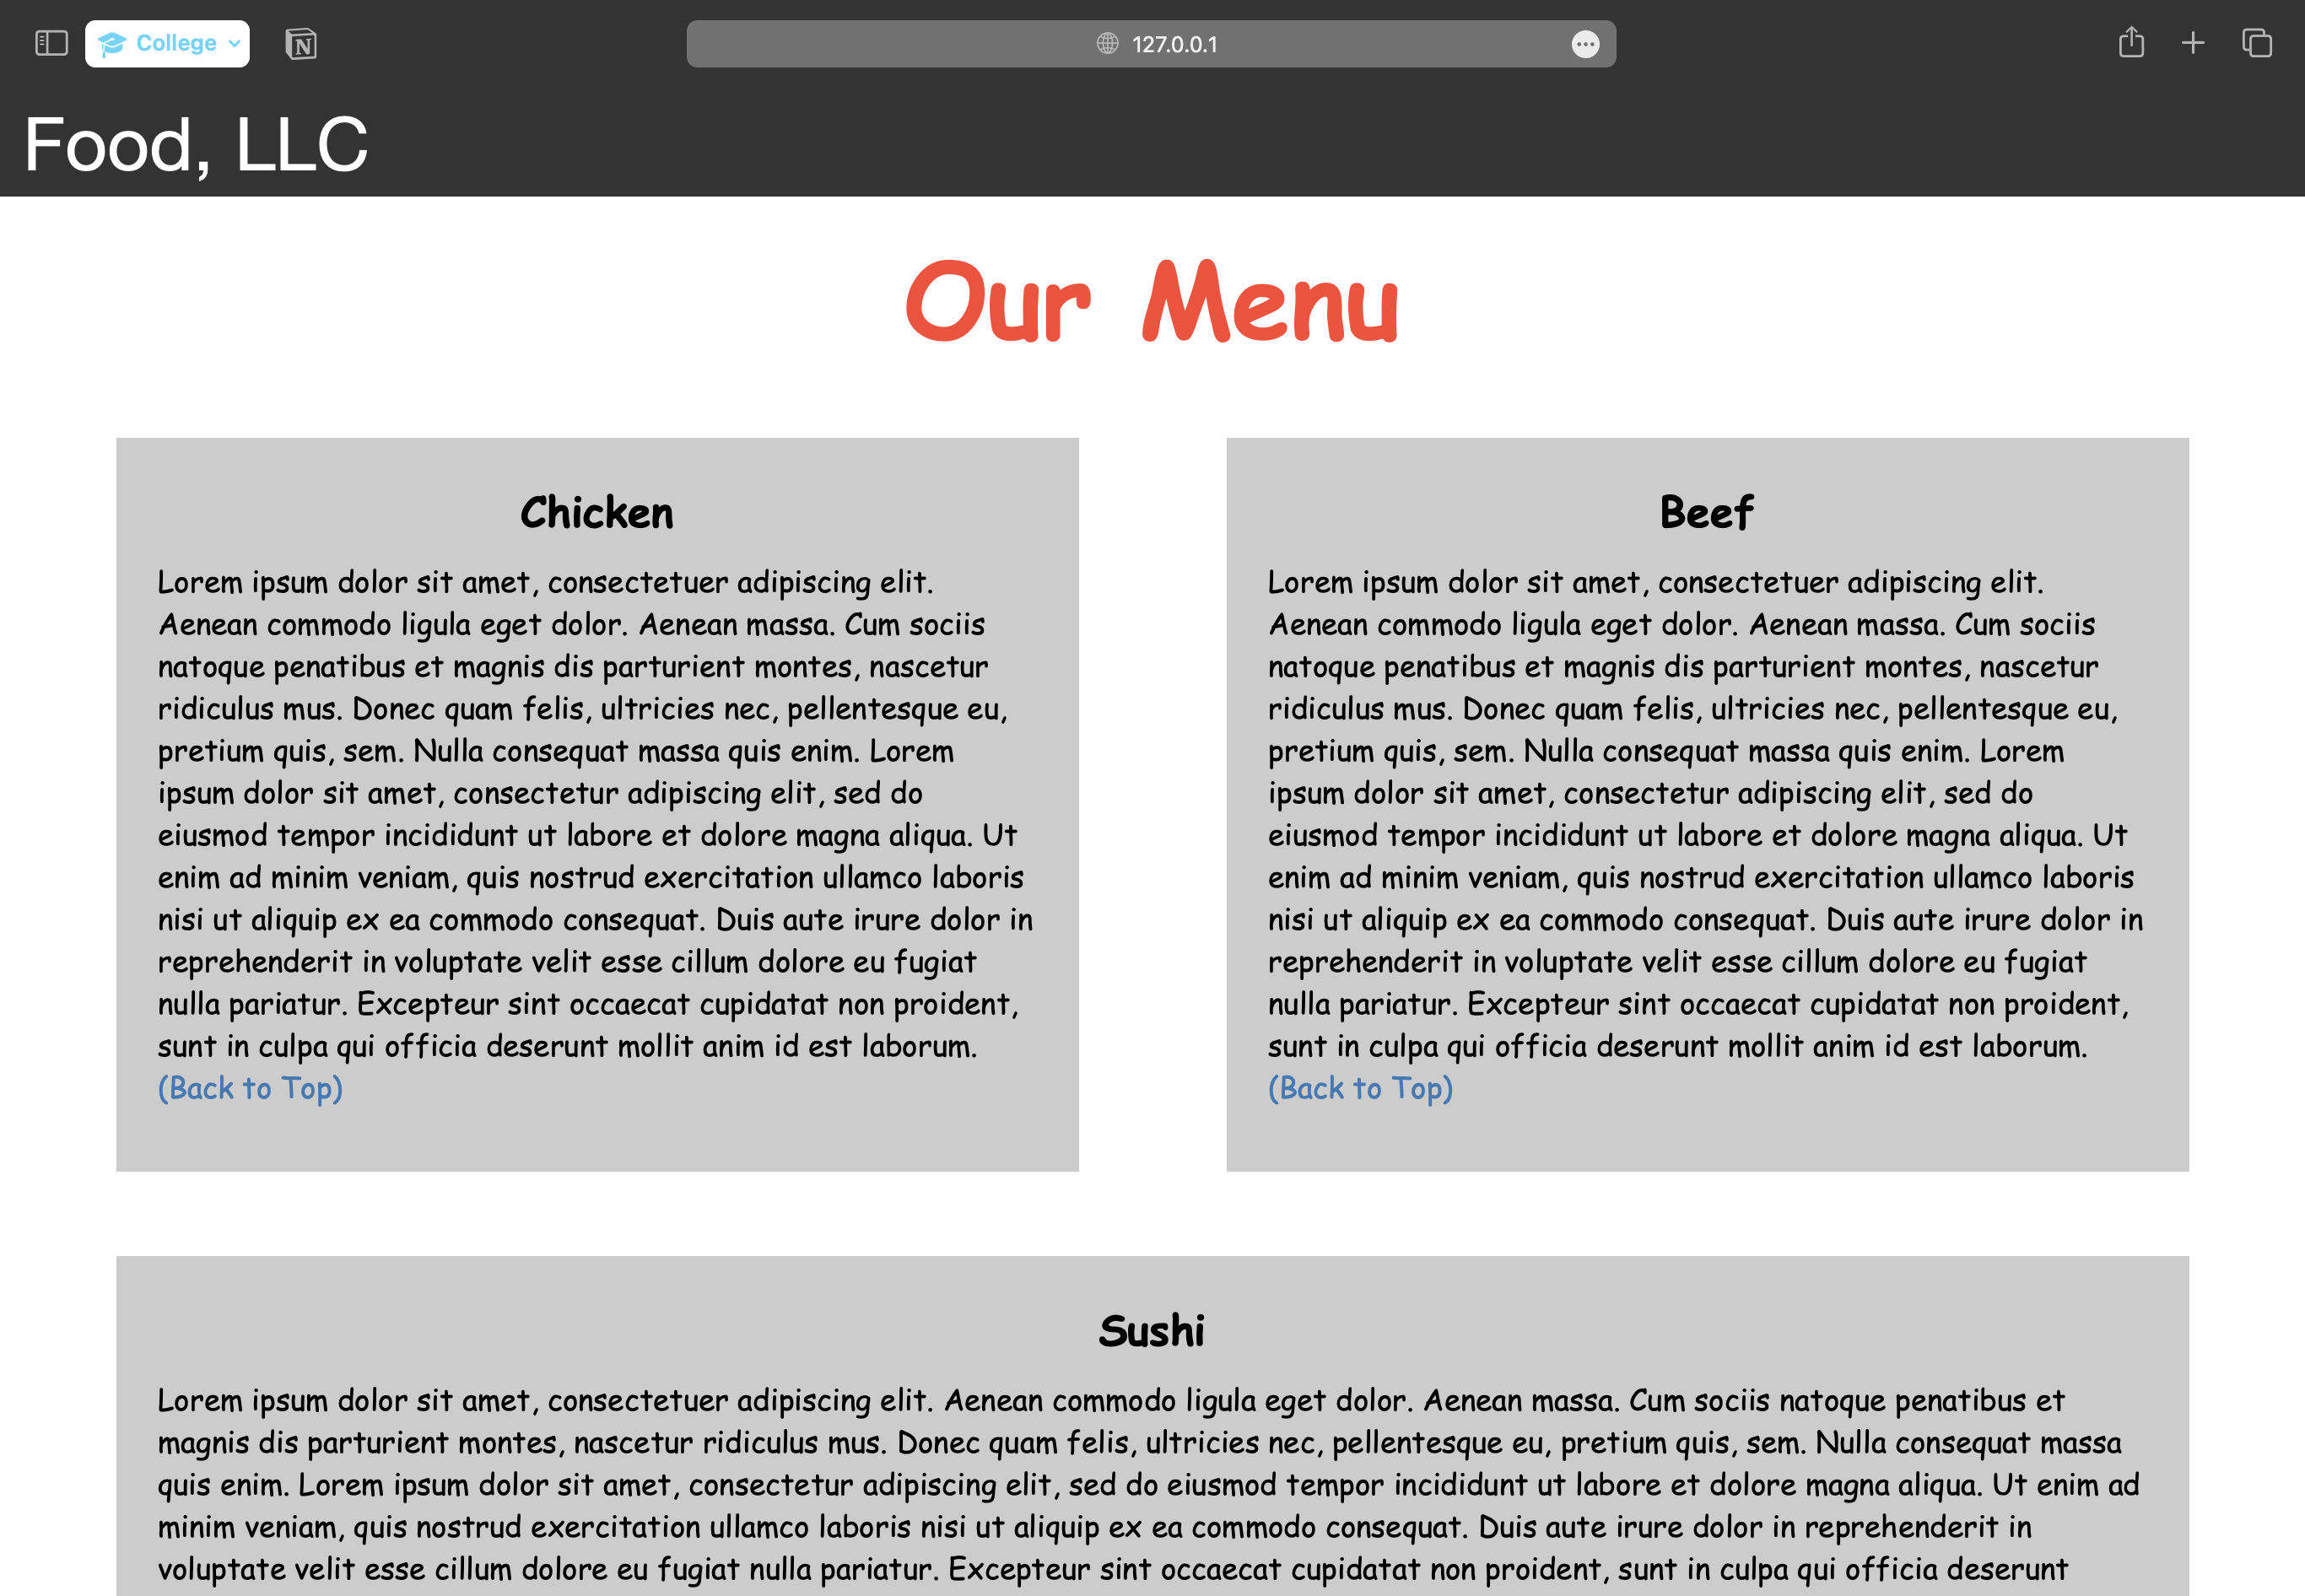 College
127.0.0.1
Food, LLC
Our Menu
Chicken
Lorem ipsum dolor sit amet, consectetuer adipiscing elit.
Aenean commodo ligula eget dolor. Aenean massa. Cum sociis
natoque penatibus et magnis dis parturient montes, nascetur
ridiculus mus. Donec quam felis, ultricies nec, pellentesque eu,
pretium quis, sem. Nulla consequat massa quis enim. Lorem
ipsum dolor sit amet, consectetur adipiscing elit, sed do
eiusmod tempor incididunt ut labore et dolore magna aliqua. Ut
enim ad minim veniam, quis nostrud exercitation ullamco laboris
nisi ut aliquip ex ea commodo consequat. Duis aute irure dolor in
reprehenderit in voluptate velit esse cillum dolore eu fugiat
nulla pariatur. Excepteur sint occaecat cupidatat non proident,
sunt in culpa qui officia deserunt mollit anim id est laborum.
(Back to Top)
Beef
Lorem ipsum dolor sit amet, consectetuer adipiscing elit.
Aenean commodo ligula eget dolor. Aenean massa. Cum sociis
natoque penatibus et magnis dis parturient montes, nascetur
ridiculus mus. Donec quam felis, ultricies nec, pellentesque eu,
pretium quis, sem. Nulla consequat massa quis enim. Lorem
ipsum dolor sit amet, consectetur adipiscing elit, sed do
eiusmod tempor incididunt ut labore et dolore magna aliqua. Ut
enim ad minim veniam, quis nostrud exercitation ullamco laboris
nisi ut aliquip ex ea commodo consequat. Duis aute irure dolor in
reprehenderit in voluptate velit esse cillum dolore eu fugiat
nulla pariatur. Excepteur sint occaecat cupidatat non proident,
sunt in culpa qui officia deserunt mollit anim id est laborum.
(Back to Top)
Sushi
Lorem ipsum dolor sit amet, consectetuer adipiscing elit. Aenean commodo ligula eget dolor. Aenean massa. Cum sociis natoque penatibus et
magnis dis parturient montes, nascetur ridiculus mus. Donec quam felis, ultricies nec, pellentesque eu, pretium quis, sem. Nulla consequat massa
quis enim. Lorem ipsum dolor sit amet, consectetur adipiscing elit, sed do eiusmod tempor incididunt ut labore et dolore magna aliqua. Ut enim ad
minim veniam, quis nostrud exercitation ullamco laboris nisi ut aliquip ex ea commodo consequat. Duis aute irure dolor in reprehenderit in
voluptate velit esse cillum dolore eu fugiat nulla pariatur. Excepteur sint occaecat cupidatat non proident, sunt in culpa qui officia deserunt